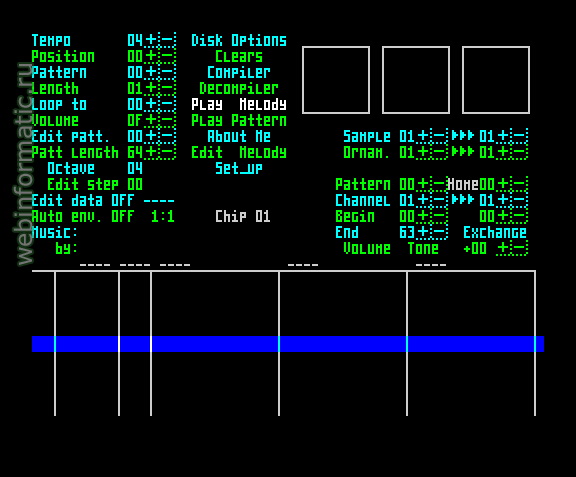 Tempo 04+- Disk Options
Position 00+- Clears
Pattern 00+- Compiler
Length 01+- Decompiler
Loop to 00+- Play Melody
Volume 0F+- Play Pattern
Edit patt. 00+- About Me Sample 01+- 01+-
Patt Length 64+- Edit Melody Ornam. 01+- 01+-
Octave 04 Set_up
Edit step 00 Pattern 00+-Home00+-
Edit data OFF ---- Channel 01+- 01+-
Auto env. OFF 1:1 Chip 01 Begin 00+- 00+-
Music: End 63+- Exchange
by: Volume Tone +00 +-
---- ---- ---- ---- ----
webinformatic.ru